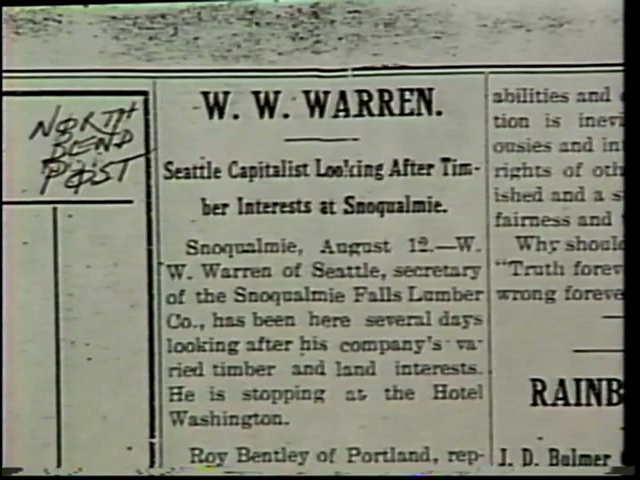 NORTH
BEND
POST
W. W. WARREN.
Seattle Capitalist Looking After Tim-
ber Interests at Snoqualmie.
Snoqualmie, August 12.—W.
W. Warren of Seattle, secretary
of the Snoqualmie Falls Lumber
Co., has been here several days
looking after his company's va-
ried timber and land interests.
He is stopping at the Hotel
Washington.
Roy Bentley of Portland, rep-
abilities and
tion is inevi
ousies and in
rights of oth
ished and a s
fairness and
Why shoul
"Truth forev
wrong foreve
RAINB
J. D. Bulmer